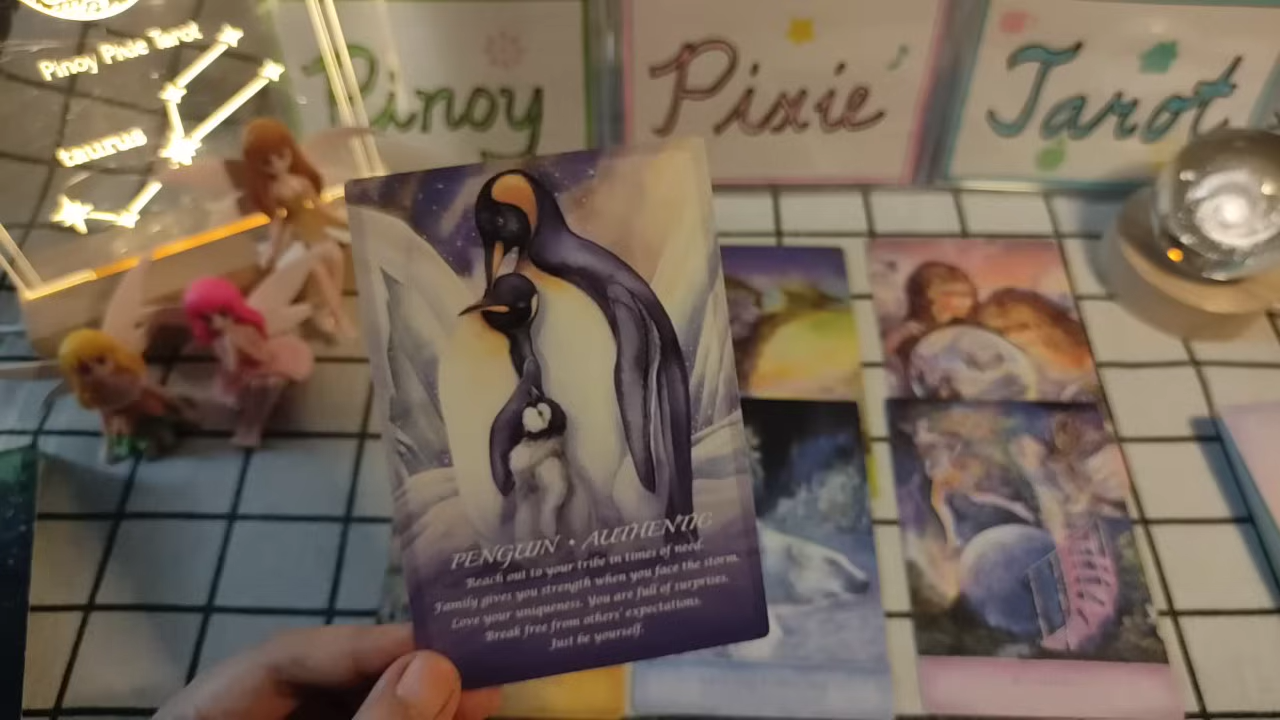 Pinoy Pixie Tarot
taurus
Pinoy
Pixie
Tarot
PENGUIN • AUTHENTIC
Reach out to your tribe in times of need.
Family gives you strength when you face the storm.
Love your uniqueness. You are full of surprises.
Break free from others' expectations.
Just be yourself.